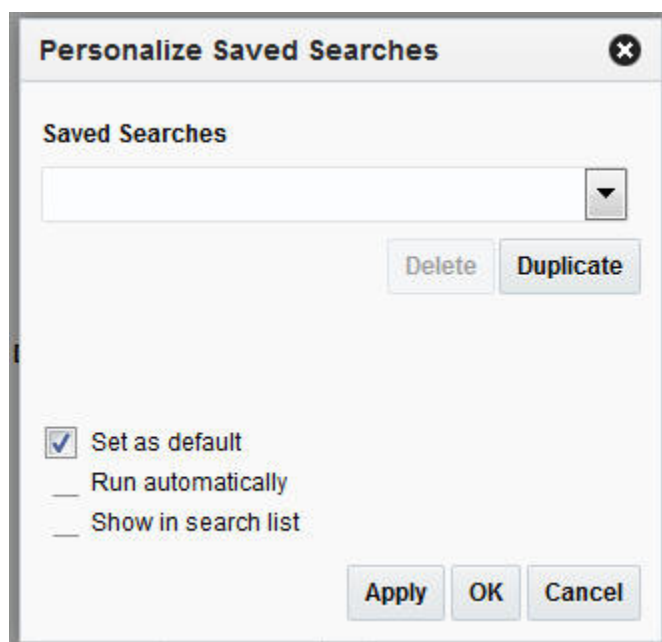 Personalize Saved Searches
Saved Searches
Delete Duplicate
Set as default
Run automatically
Show in search list
Apply OK Cancel